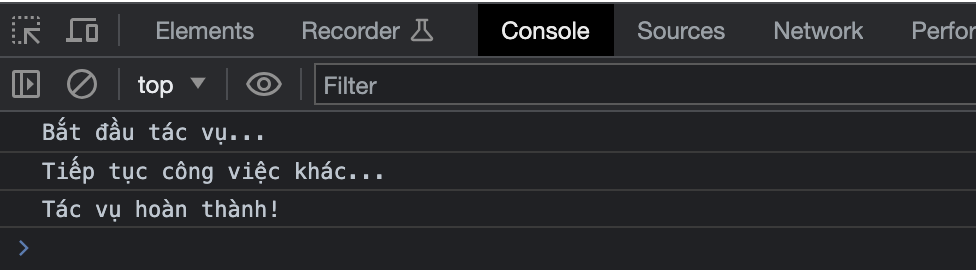 Elements Recorder Console Sources Network Perfor
top Filter
Bắt đầu tác vụ...
Tiếp tục công việc khác...
Tác vụ hoàn thành!